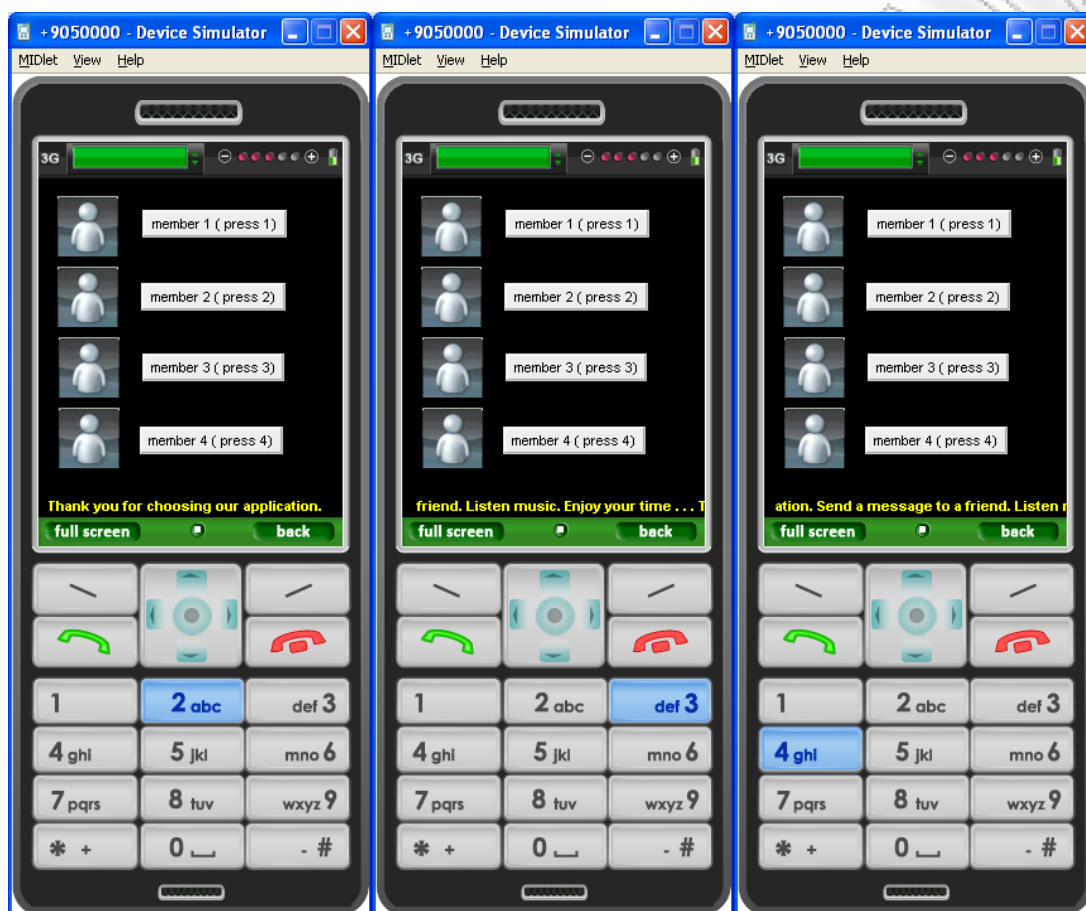 +9050000 - Device Simulator
MIDlet View Help
3G
member 1 ( press 1)
member 2 ( press 2)
member 3 ( press 3)
member 4 ( press 4)
Thank you for choosing our application.
full screen back
1 2 abc def 3
4 ghi 5 jkl mno 6
7 pqrs 8 tuv wxyz 9
* + 0 - #
+9050000 - Device Simulator
MIDlet View Help
3G
member 1 ( press 1)
member 2 ( press 2)
member 3 ( press 3)
member 4 ( press 4)
friend. Listen music. Enjoy your time . . . T
full screen back
1 2 abc def 3
4 ghi 5 jkl mno 6
7 pqrs 8 tuv wxyz 9
* + 0 - #
+9050000 - Device Simulator
MIDlet View Help
3G
member 1 ( press 1)
member 2 ( press 2)
member 3 ( press 3)
member 4 ( press 4)
ation. Send a message to a friend. Listen
full screen back
1 2 abc def 3
4 ghi 5 jkl mno 6
7 pqrs 8 tuv wxyz 9
* + 0 - #